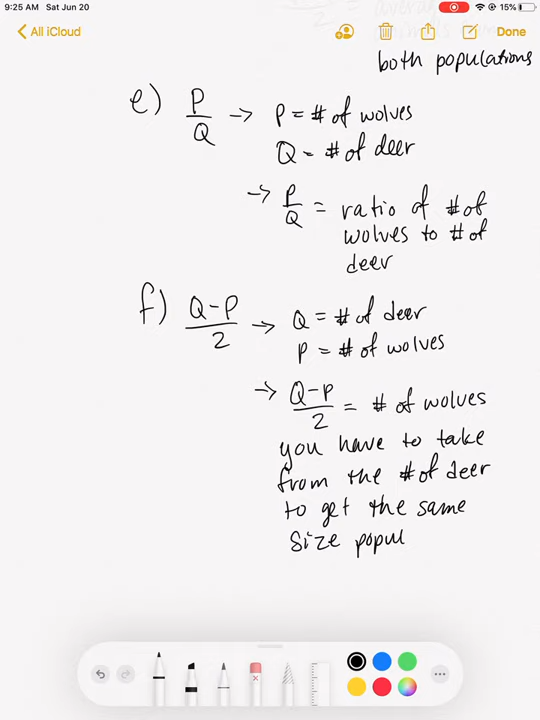 9:25 AM Sat Jun 20
15%
All iCloud
Done
both populations
e) P/Q → P = # of wolves
Q = # of deer
→ P/Q = ratio of # of
wolves to # of
deer
f) Q-P/2 → Q = # of deer
P = # of wolves
→ Q-P/2 = # of wolves
you have to take
from the # of deer
to get the same
size popul